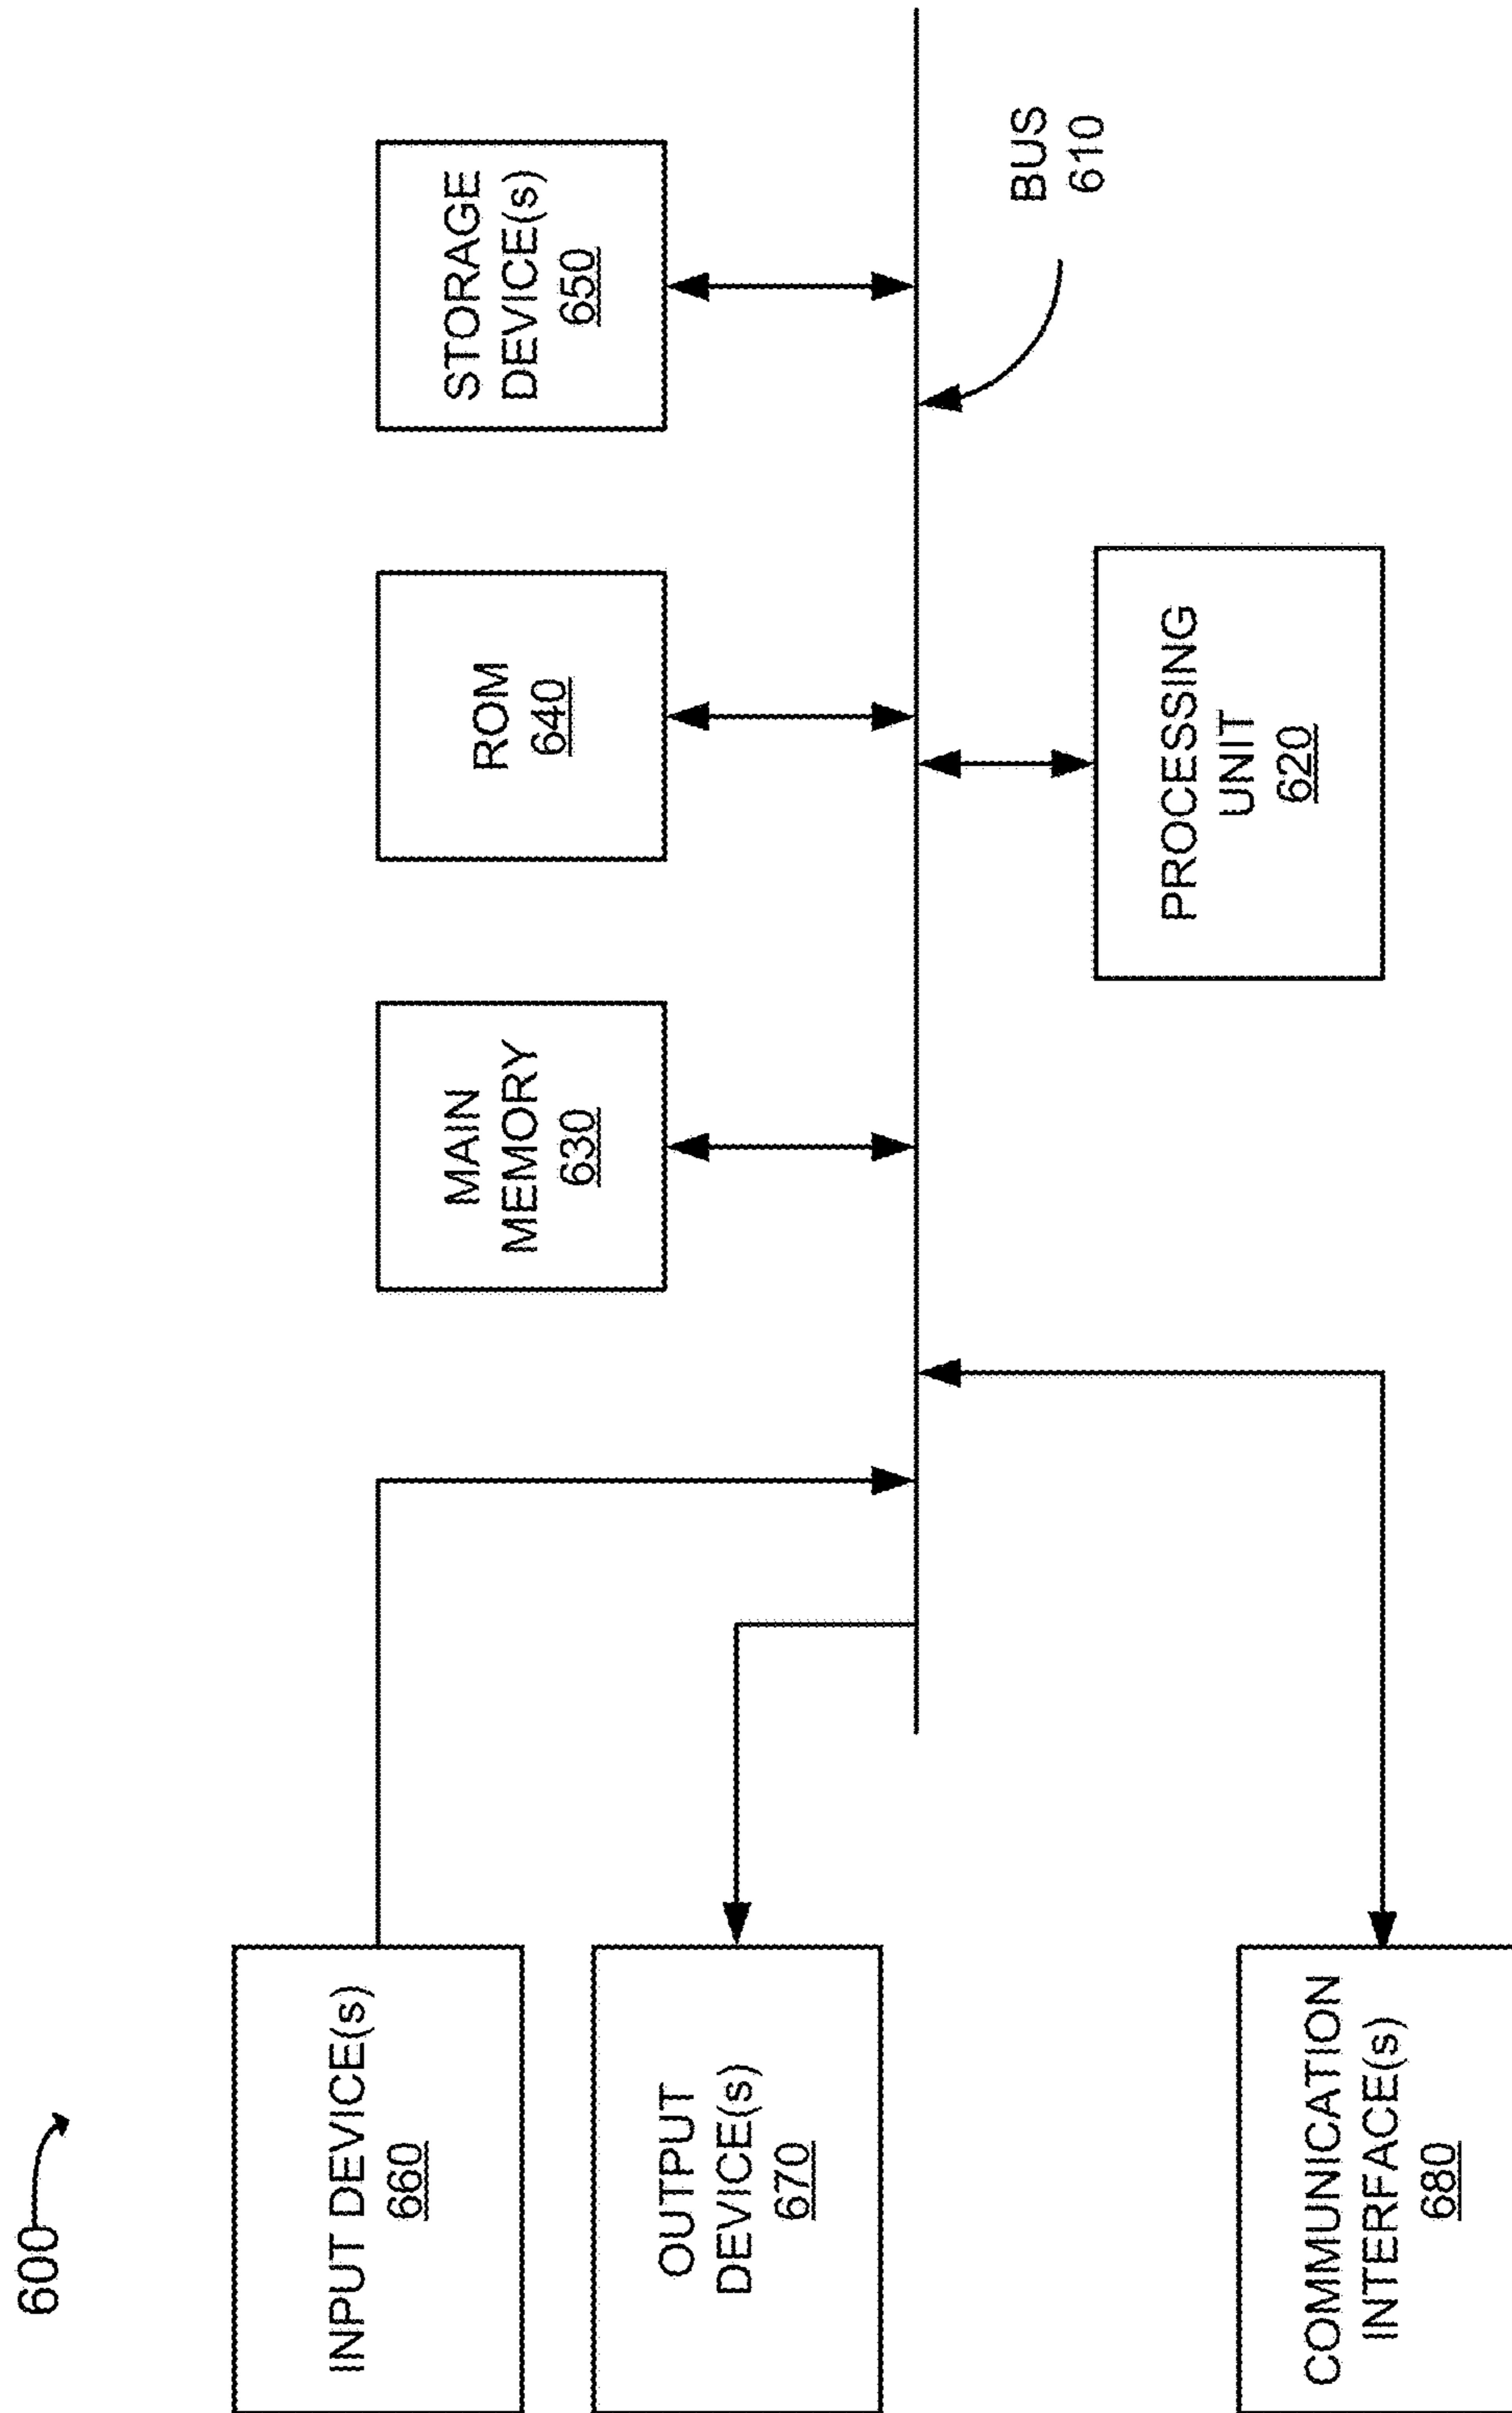 600
INPUT DEVICE(s)
660
MAIN
MEMORY
630
ROM
640
STORAGE
DEVICE(s)
650
OUTPUT
DEVICE(s)
670
BUS
610
PROCESSING
UNIT
620
COMMUNICATION
INTERFACE(s)
680